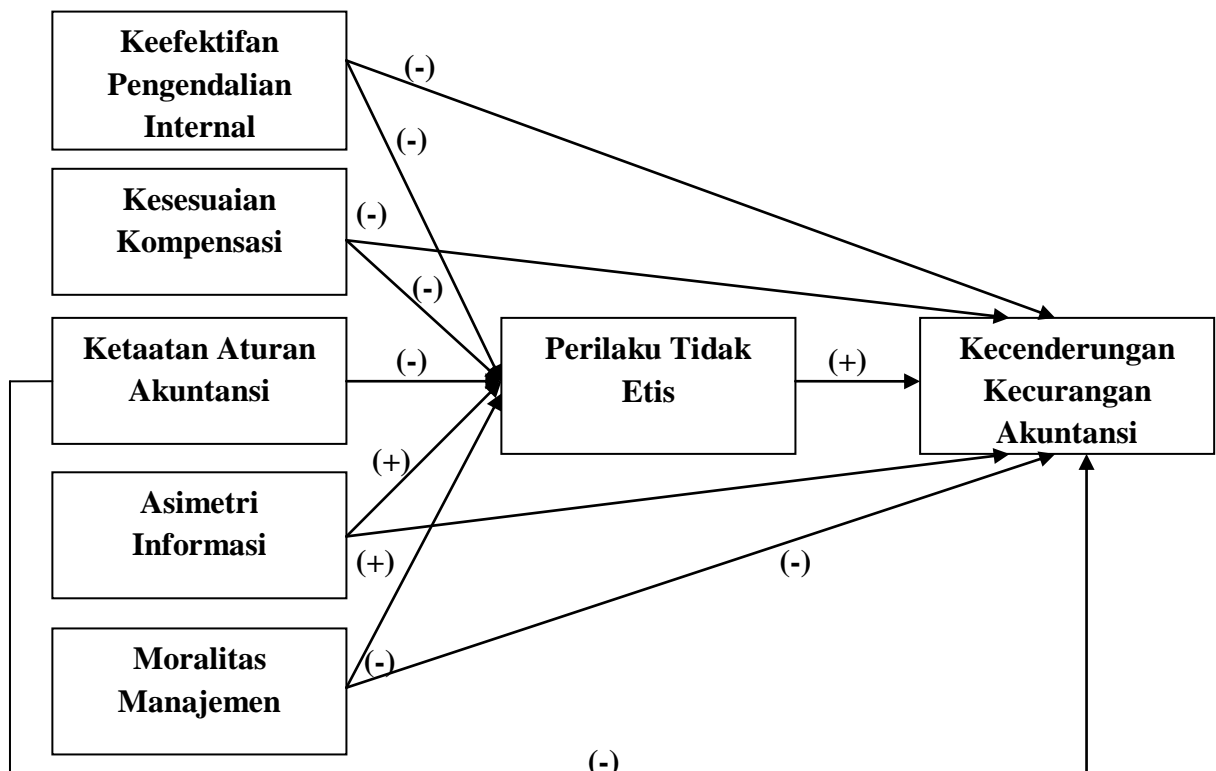 Keefektifan
Pengendalian
Internal
(-)
(-)
Kesesuaian
Kompensasi
(-)
(-)
Ketaatan Aturan
Akuntansi
(-)
Perilaku Tidak
Etis
(+)
Kecenderungan
Kecurangan
Akuntansi
(+)
Asimetri
Informasi
(+)
(-)
Moralitas
Manajemen
(-)
(-)